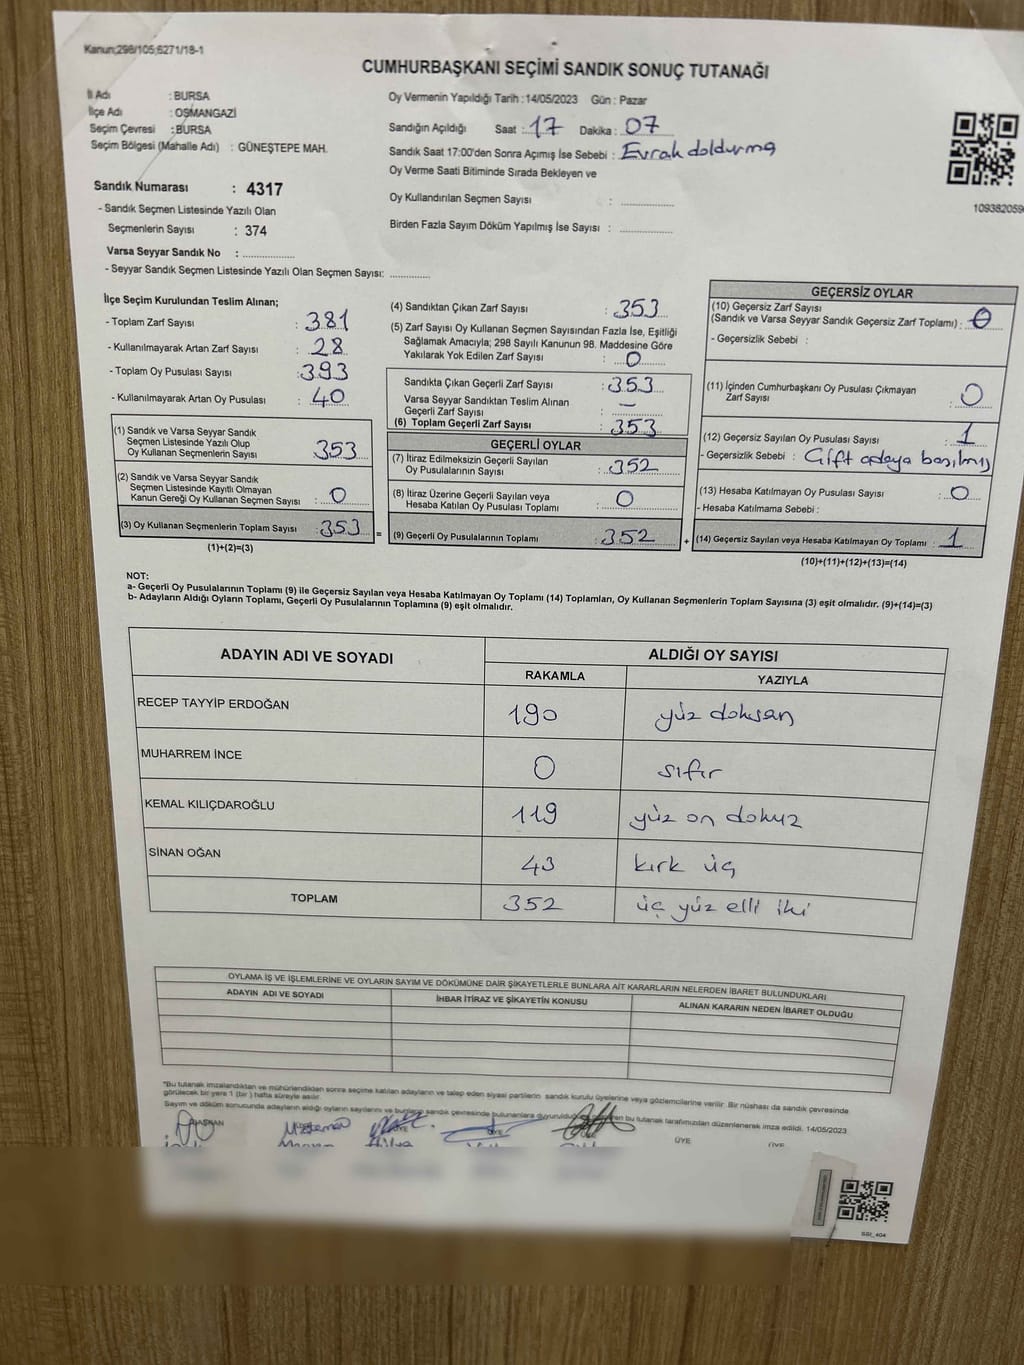 Kanun;298/105;6271/18-1
CUMHURBAŞKANI SEÇİMİ SANDIK SONUÇ TUTANAĞI
İl Adı : BURSA
İlçe Adı : OSMANGAZİ
Seçim Çevresi : BURSA
Seçim Bölgesi (Mahalle Adı) : GÜNEŞTEPE MAH.
Oy Vermenin Yapıldığı Tarih : 14/05/2023 Gün : Pazar
Sandığın Açıldığı Saat : 17 Dakika : 07
Sandık Saat 17:00'den Sonra Açımış İse Sebebi : Evrak doldurma
Oy Verme Saati Bitiminde Sırada Bekleyen ve
Oy Kullandırılan Seçmen Sayısı :
Birden Fazla Sayım Döküm Yapılmış İse Sayısı :
Sandık Numarası : 4317
- Sandık Seçmen Listesinde Yazılı Olan
Seçmenlerin Sayısı : 374
Varsa Seyyar Sandık No :
- Seyyar Sandık Seçmen Listesinde Yazılı Olan Seçmen Sayısı:
İlçe Seçim Kurulundan Teslim Alınan;
- Toplam Zarf Sayısı : 381
- Kullanılmayarak Artan Zarf Sayısı : 28
- Toplam Oy Pusulası Sayısı : 393
- Kullanılmayarak Artan Oy Pusulası : 40
(1) Sandık ve Varsa Seyyar Sandık
Seçmen Listesinde Yazılı Olup
Oy Kullanan Seçmenlerin Sayısı : 353
(2) Sandık ve Varsa Seyyar Sandık
Seçmen Listesinde Kayıtlı Olmayan
Kanun Gereği Oy Kullanan Seçmen Sayısı : 0
(3) Oy Kullanan Seçmenlerin Toplam Sayısı : 353
(1)+(2)=(3)
=
(4) Sandıktan Çıkan Zarf Sayısı : 353
(5) Zarf Sayısı Oy Kullanan Seçmen Sayısından Fazla İse, Eşitliği
Sağlamak Amacıyla; 298 Sayılı Kanunun 98. Maddesine Göre
Yakılarak Yok Edilen Zarf Sayısı : 0
Sandıkta Çıkan Geçerli Zarf Sayısı : 353
Varsa Seyyar Sandıktan Teslim Alınan
Geçerli Zarf Sayısı : —
(6) Toplam Geçerli Zarf Sayısı : 353
GEÇERLİ OYLAR
(7) İtiraz Edilmeksizin Geçerli Sayılan
Oy Pusulalarının Sayısı : 352
(8) İtiraz Üzerine Geçerli Sayılan veya
Hesaba Katılan Oy Pusulası Toplamı : 0
(9) Geçerli Oy Pusulalarının Toplamı : 352
+
GEÇERSİZ OYLAR
(10) Geçersiz Zarf Sayısı
(Sandık ve Varsa Seyyar Sandık Geçersiz Zarf Toplamı) : 0
- Geçersizlik Sebebi :
(11) İçinden Cumhurbaşkanı Oy Pusulası Çıkmayan
Zarf Sayısı : 0
(12) Geçersiz Sayılan Oy Pusulası Sayısı : 1
- Geçersizlik Sebebi : Çift adaya basılmış
(13) Hesaba Katılmayan Oy Pusulası Sayısı : 0
- Hesaba Katılmama Sebebi :
(14) Geçersiz Sayılan veya Hesaba Katılmayan Oy Toplamı : 1
(10)+(11)+(12)+(13)=(14)
NOT:
a- Geçerli Oy Pusulalarının Toplamı (9) ile Geçersiz Sayılan veya Hesaba Katılmayan Oy Toplamı (14) Toplamları, Oy Kullanan Seçmenlerin Toplam Sayısına (3) eşit olmalıdır. (9)+(14)=(3)
b- Adayların Aldığı Oyların Toplamı, Geçerli Oy Pusulalarının Toplamına (9) eşit olmalıdır.
ADAYIN ADI VE SOYADI ALDIĞI OY SAYISI
RAKAMLA YAZIYLA
RECEP TAYYİP ERDOĞAN 190 yüz doksan
MUHARREM İNCE 0 sıfır
KEMAL KILIÇDAROĞLU 119 yüz on dokuz
SİNAN OĞAN 43 kırk üç
TOPLAM 352 üç yüz elli iki
OYLAMA İŞ VE İŞLEMLERİNE VE OYLARIN SAYIM VE DÖKÜMÜNE DAİR ŞİKAYETLERLE BUNLARA AİT KARARLARIN NELERDEN İBARET BULUNDUKLARI
ADAYIN ADI VE SOYADI İHBAR İTİRAZ VE ŞİKAYETİN KONUSU ALINAN KARARIN NEDEN İBARET OLDUĞU
*Bu tutanak imzalandıktan ve mühürlendikten sonra seçime katılan adayların ve talep eden siyasi partilerin sandık kurulu üyelerine veya gözlemcilerine verilir. Bir nüshası da sandık çevresinde
görülecek bir yere 1 (bir ) hafta süreyle asılır.
Sayım ve döküm sonucunda adayların aldığı oyların sayılarını ve bunların sandık çevresinde bulunanlara bu tutanak tarafımızdan düzenlenerek imza edildi. 14/05/2023
ÜYE ÜYE
SSI_404